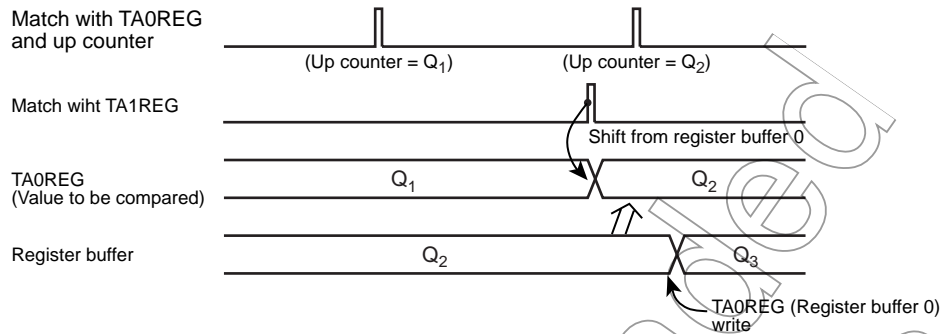 Match with TA0REG
and up counter
(Up counter = Q1)
(Up counter = Q2)
Match wiht TA1REG
Shift from register buffer 0
TA0REG
(Value to be compared)
Q1
Q2
Register buffer
Q2
Q3
TA0REG (Register buffer 0)
write